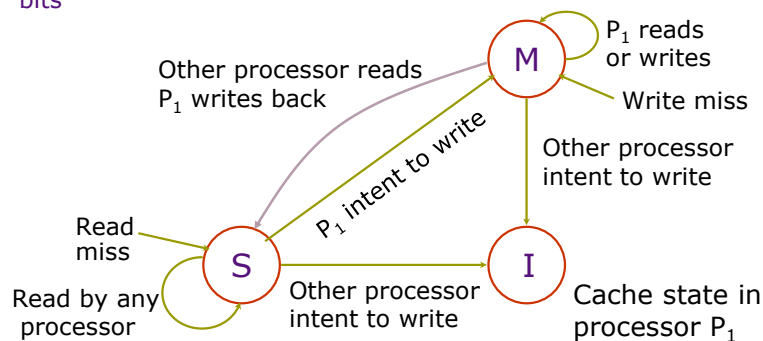 bits
P₁ reads
or writes
M
Other processor reads
P₁ writes back
Write miss
P₁ intent to write
Other processor
intent to write
Read
miss
S
I
Read by any
processor
Other processor
intent to write
Cache state in
processor P₁